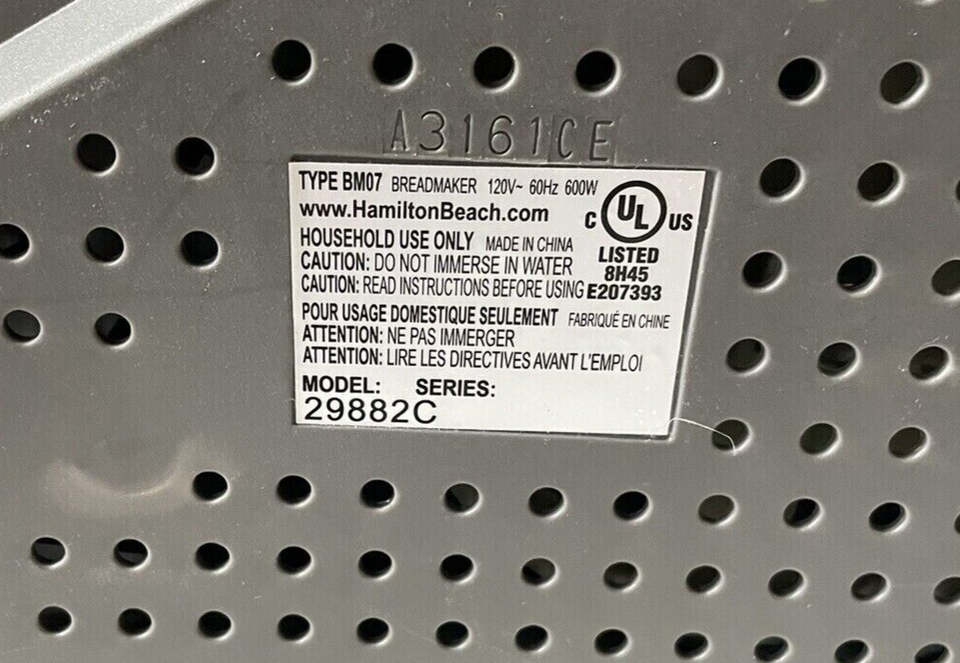 A3161CE
TYPE BM07 BREADMAKER 120V~ 60Hz 600W
www.HamiltonBeach.com
C UL US
LISTED
8H45
E207393
HOUSEHOLD USE ONLY MADE IN CHINA
CAUTION: DO NOT IMMERSE IN WATER
CAUTION: READ INSTRUCTIONS BEFORE USING
POUR USAGE DOMESTIQUE SEULEMENT FABRIQUÉ EN CHINE
ATTENTION: NE PAS IMMERGER
ATTENTION: LIRE LES DIRECTIVES AVANT L'EMPLOI
MODEL: SERIES:
29882C